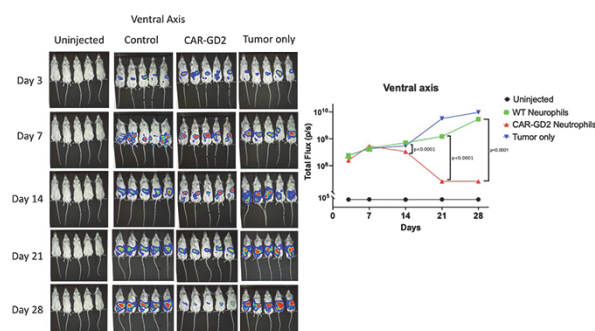 Ventral Axis
Uninjected Control CAR-GD2 Tumor only
Day 3
Day 7
Day 14
Day 21
Day 28
Ventral axis
Uninjected
WT Neurophils
CAR-GD2 Neutrophils
Tumor only
Total Flux (p/s)
10¹⁰
10⁹
10⁸
10⁵
p<0.0001
p<0.0001
p<0.0001
0 7 14 21 28
Days